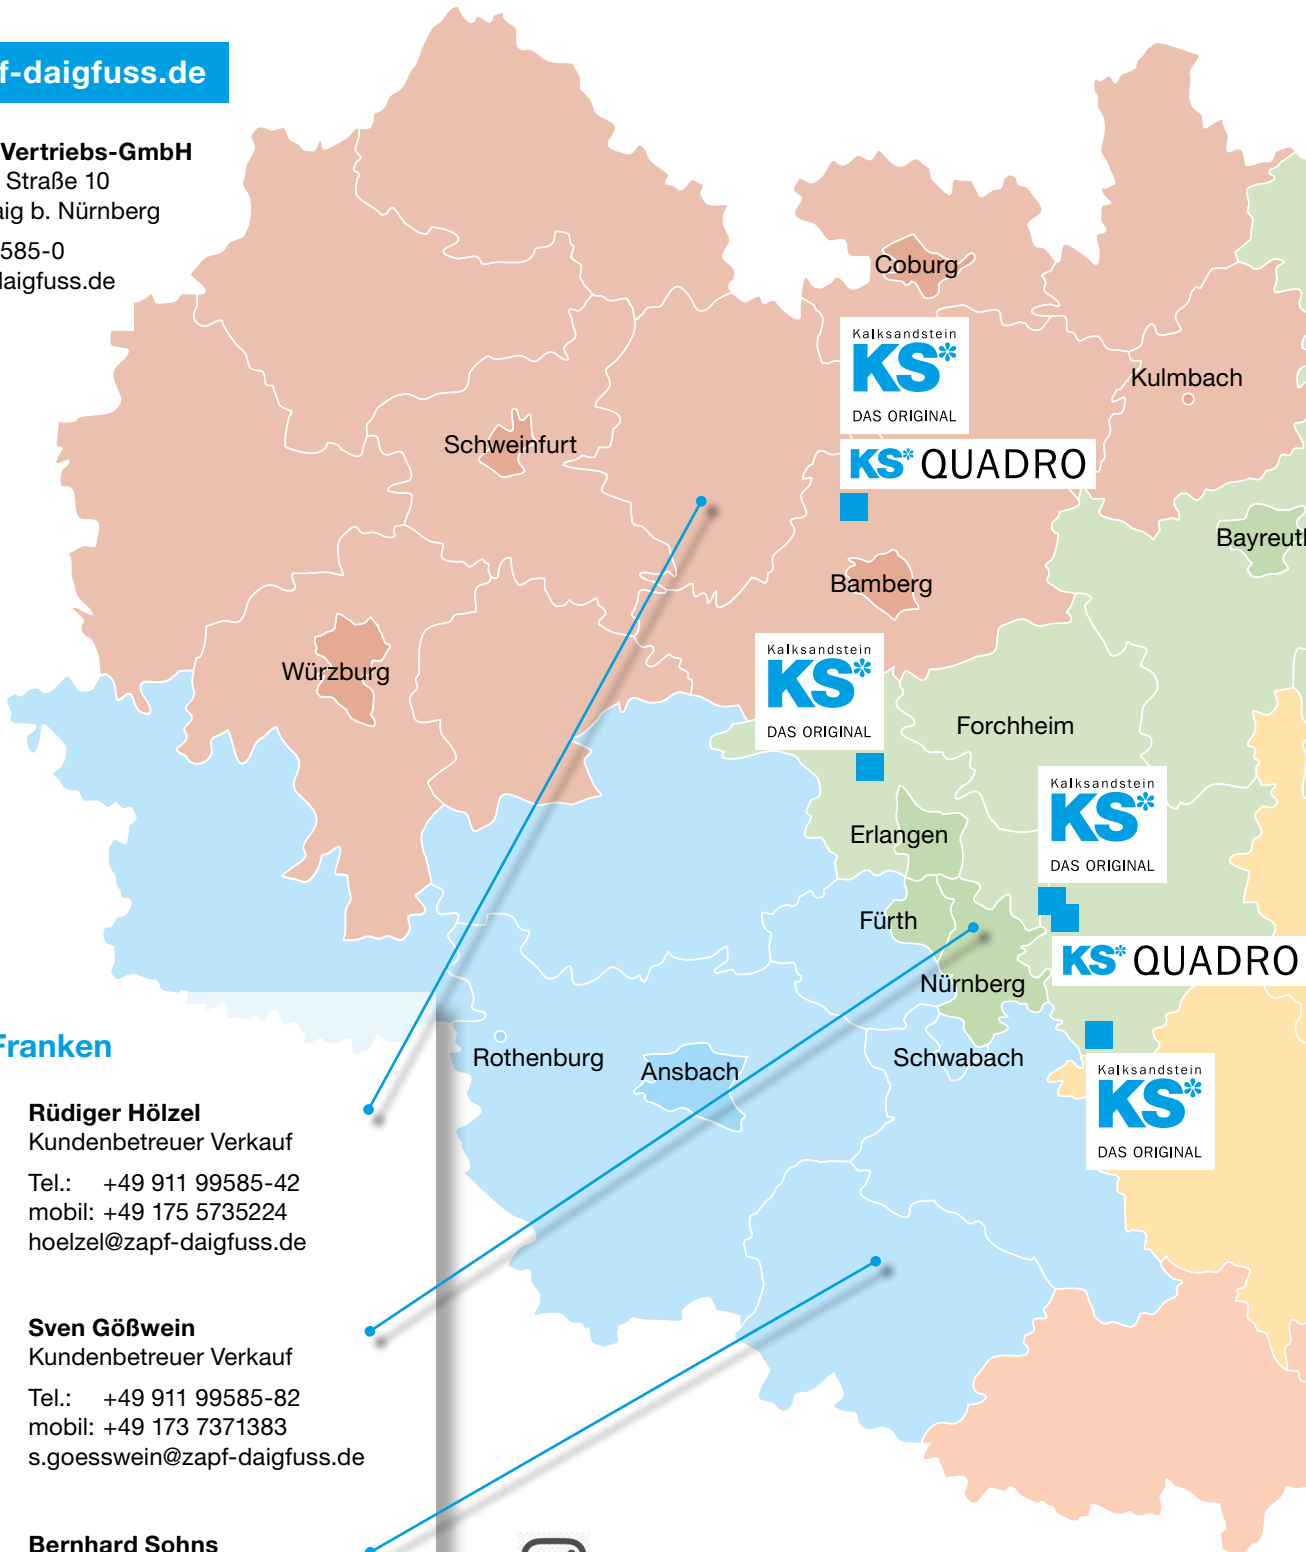 f-daigfuss.de
Vertriebs-GmbH
Straße 10
aig b. Nürnberg
585-0
daigfuss.de
Coburg
Kalksandstein
KS*
DAS ORIGINAL
KS* QUADRO
Kulmbach
Schweinfurt
Bayreuth
Bamberg
Würzburg
Kalksandstein
KS*
DAS ORIGINAL
Forchheim
Kalksandstein
KS*
DAS ORIGINAL
Erlangen
Fürth
KS* QUADRO
Nürnberg
Rothenburg
Ansbach
Schwabach
Kalksandstein
KS*
DAS ORIGINAL
Franken
Rüdiger Hölzel
Kundenbetreuer Verkauf
Tel.: +49 911 99585-42
mobil: +49 175 5735224
hoelzel@zapf-daigfuss.de
Sven Gößwein
Kundenbetreuer Verkauf
Tel.: +49 911 99585-82
mobil: +49 173 7371383
s.goesswein@zapf-daigfuss.de
Bernhard Sohns